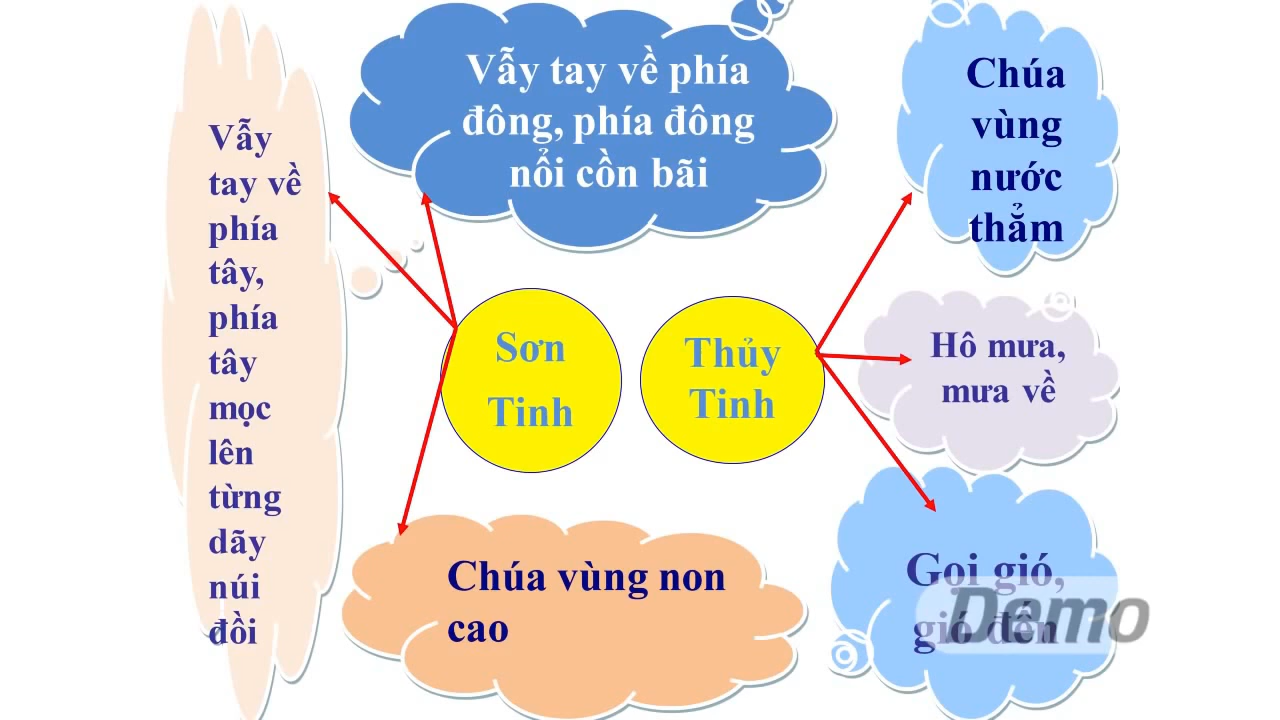 Vẫy
tay về
phía
tây,
phía
tây
mọc
lên
từng
dãy
núi
đồi
Vẫy tay về phía
đông, phía đông
nổi cồn bãi
Chúa
vùng
nước
thẳm
Sơn
Tinh
Thủy
Tinh
Hô mưa,
mưa về
Chúa vùng non
cao
Gọi gió,
gió đến
Demo